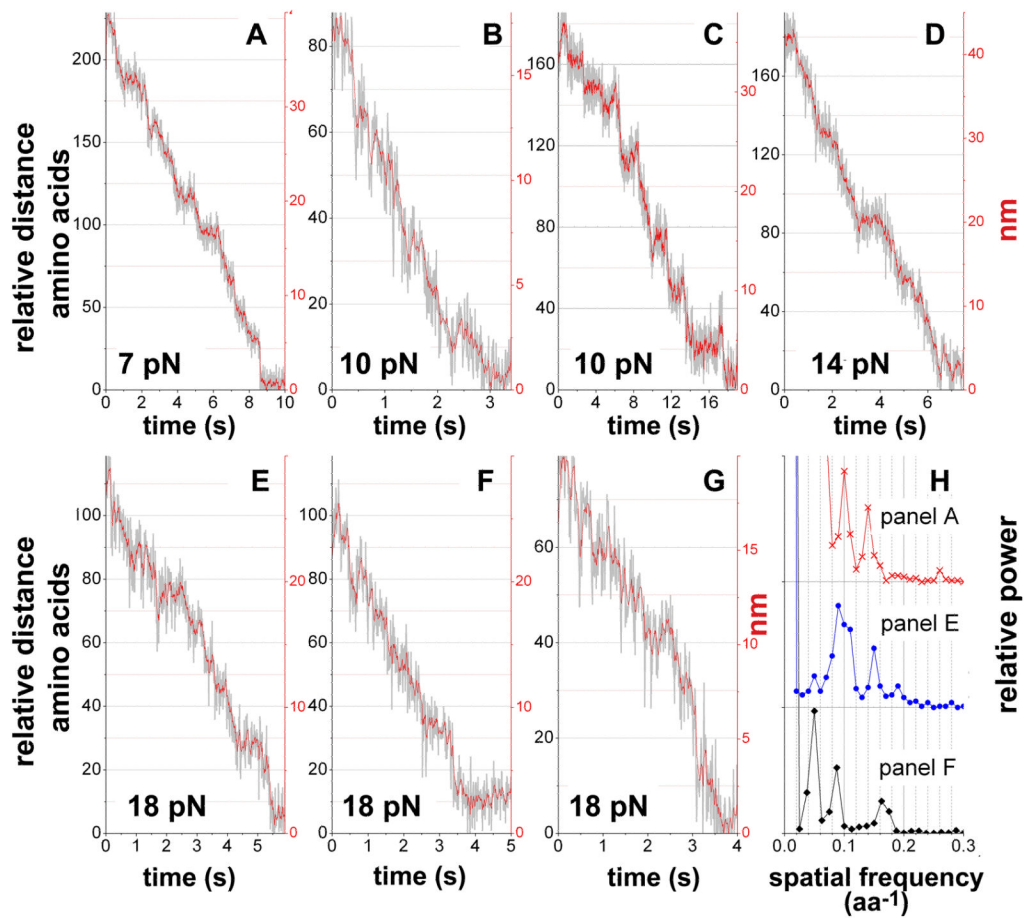 A
B
C
D
relative distance
amino acids
200
150
100
50
0
30
20
10
0
7 pN
0 2 4 6 8 10
time (s)
80
60
40
20
0
15
10
5
0
10 pN
0 1 2 3
time (s)
160
120
80
40
0
30
20
10
0
10 pN
0 4 8 12 16
time (s)
160
120
80
40
0
40
30
20
10
0
nm
14 pN
0 2 4 6
time (s)
E
F
G
H
relative distance
amino acids
100
80
60
40
20
0
20
10
0
18 pN
0 1 2 3 4 5
time (s)
100
80
60
40
20
0
20
10
0
18 pN
0 1 2 3 4 5
time (s)
60
40
20
0
15
10
5
0
nm
18 pN
0 1 2 3 4
time (s)
panel A
panel E
panel F
relative power
0.0 0.1 0.2 0.3
spatial frequency
(aa⁻¹)